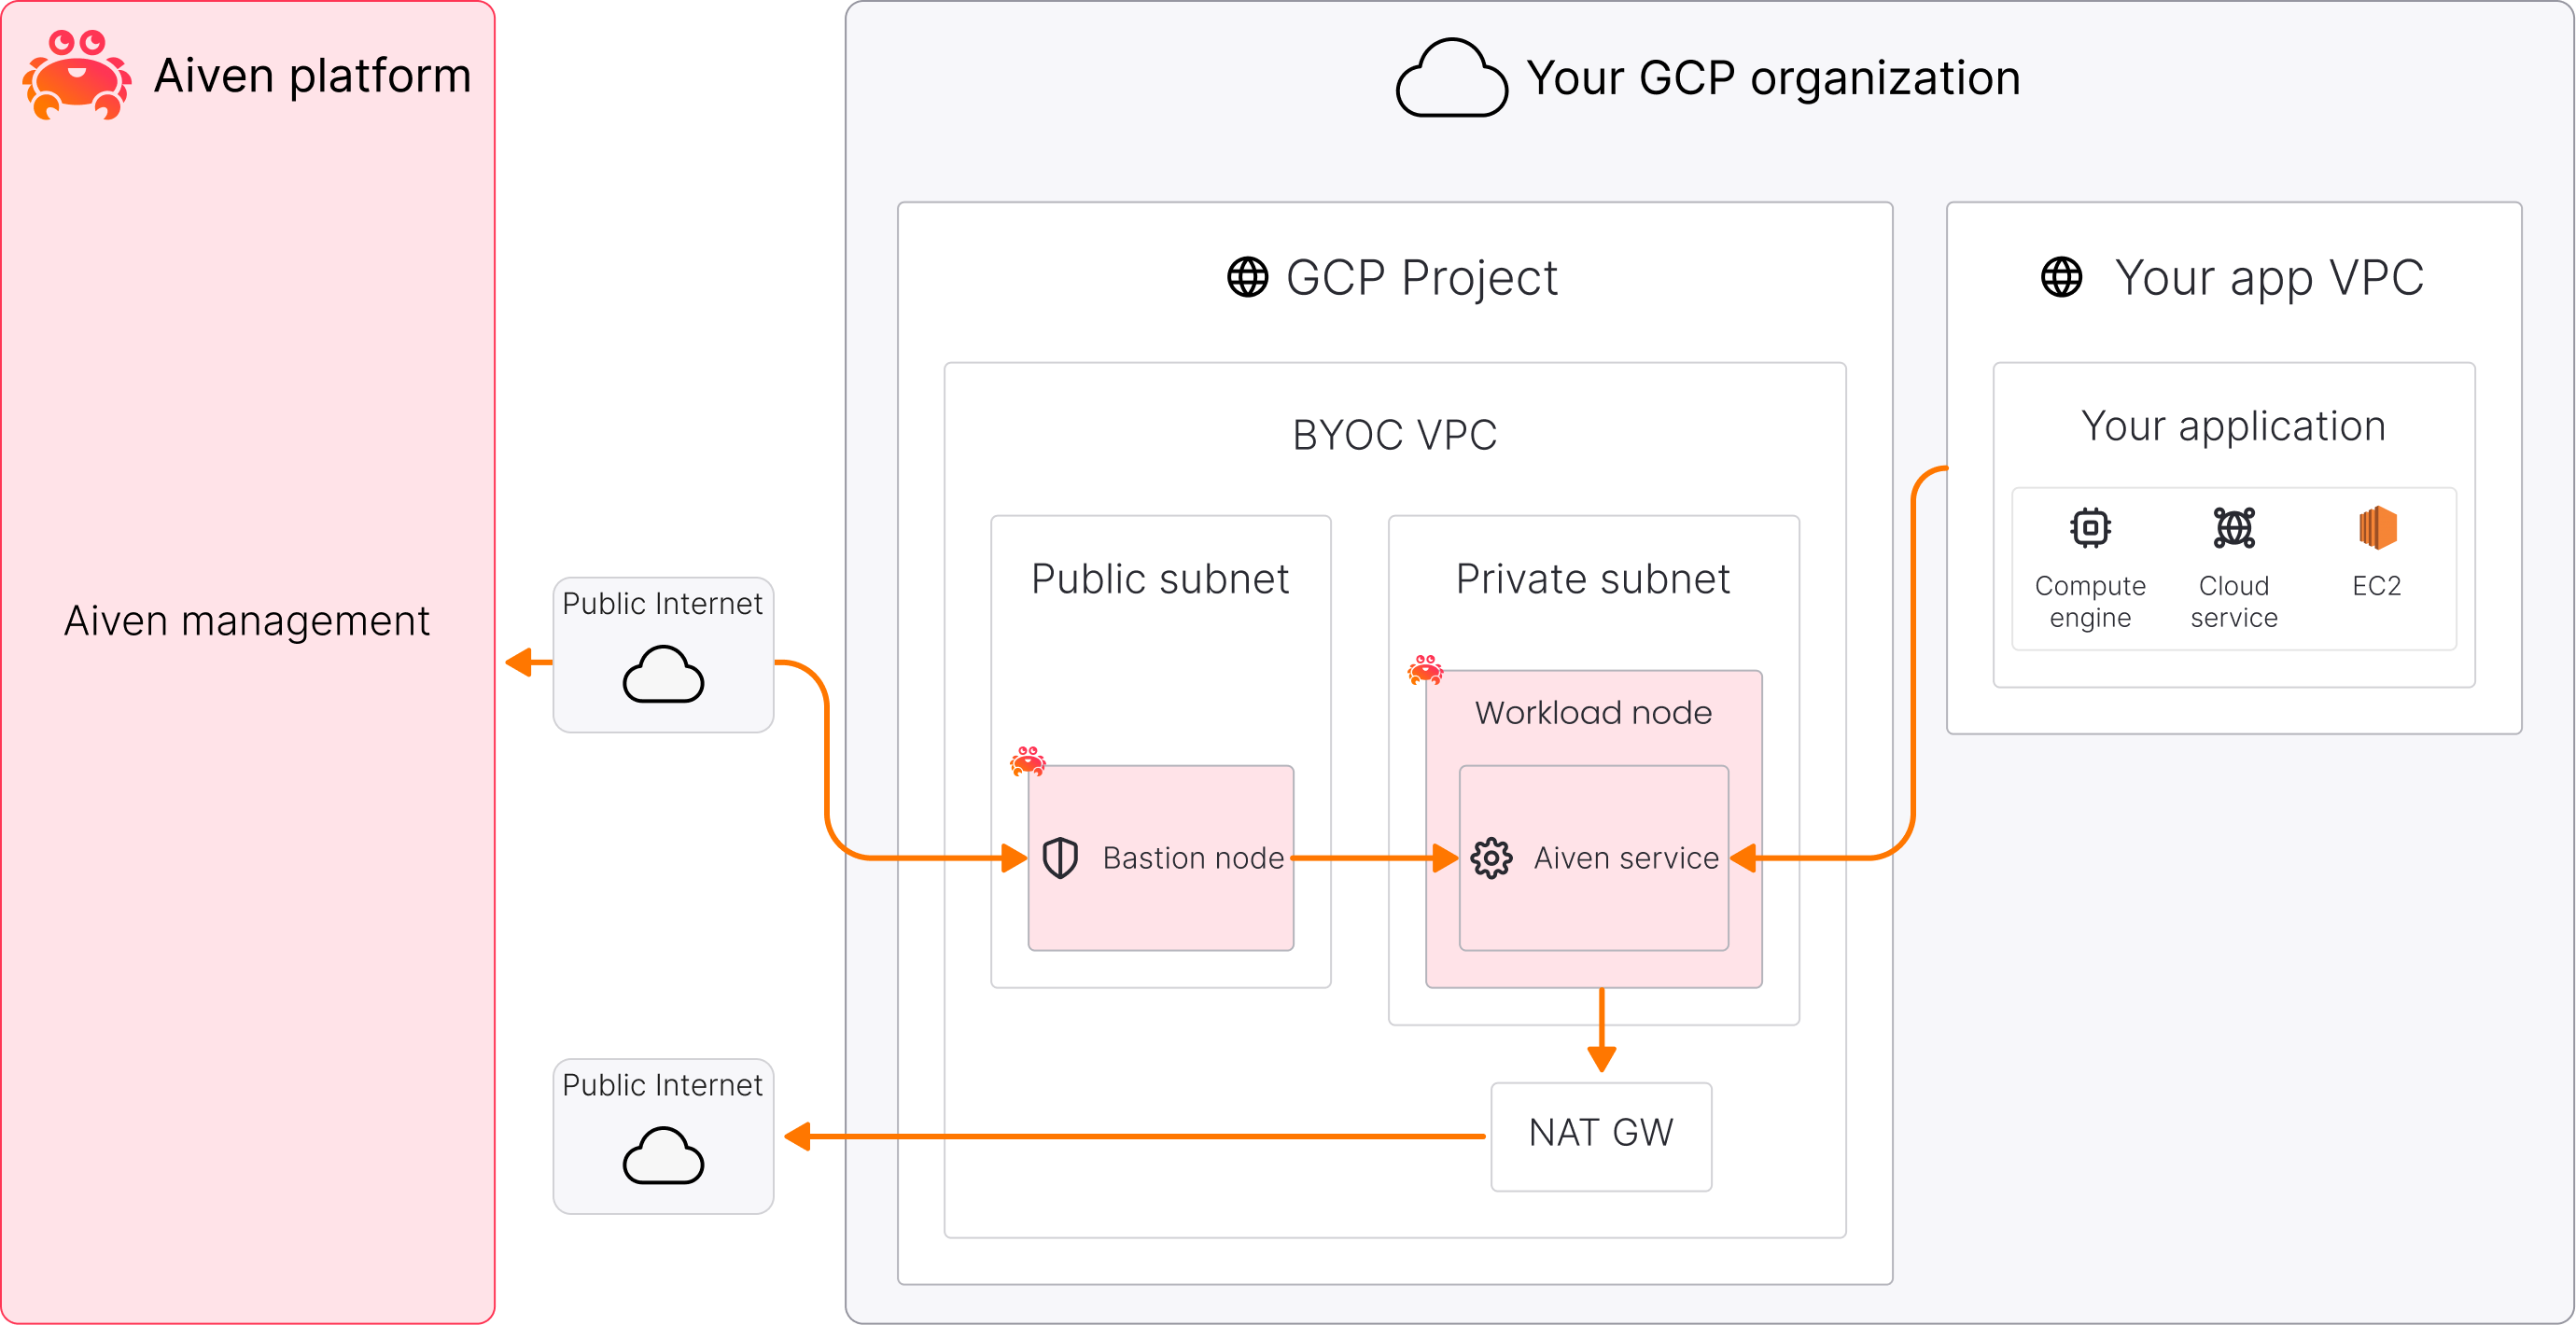 Aiven platform
Aiven management
Public Internet
Public Internet
Your GCP organization
GCP Project
BYOC VPC
Public subnet
Bastion node
Private subnet
Workload node
Aiven service
NAT GW
Your app VPC
Your application
Compute
engine
Cloud
service
EC2